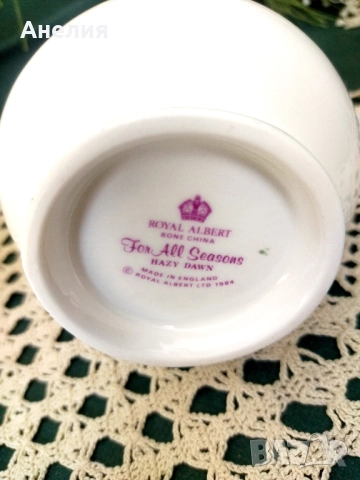 Анелия
ROYAL ALBERT
BONE CHINA
For All Seasons
HAZY DAWN
MADE IN ENGLAND
© ROYAL ALBERT LTD 1984